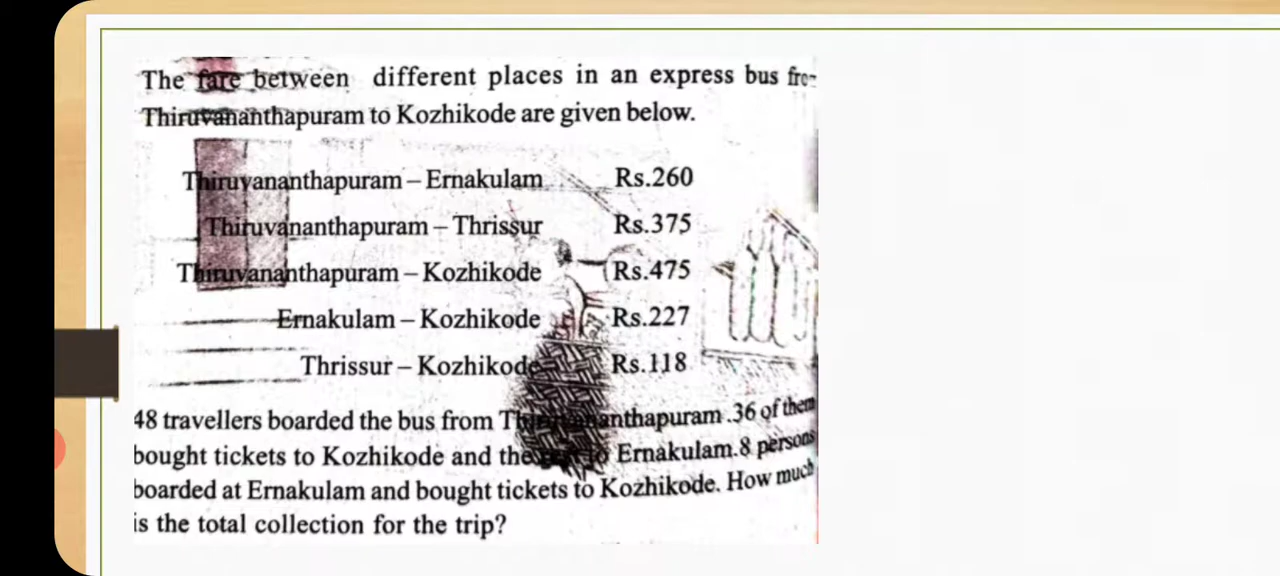 The fare between different places in an express bus
Thiruvananthapuram to Kozhikode are given below.
Thiruvananthapuram – Ernakulam Rs.260
Thiruvananthapuram – Thrissur Rs.375
Thiruvananthapuram – Kozhikode Rs.475
Ernakulam – Kozhikode Rs.227
Thrissur – Kozhikode Rs.118
48 travellers boarded the bus from Thiruvananthapuram .36 of them
bought tickets to Kozhikode and the to Ernakulam.8 persons
boarded at Ernakulam and bought tickets to Kozhikode. How much
is the total collection for the trip?